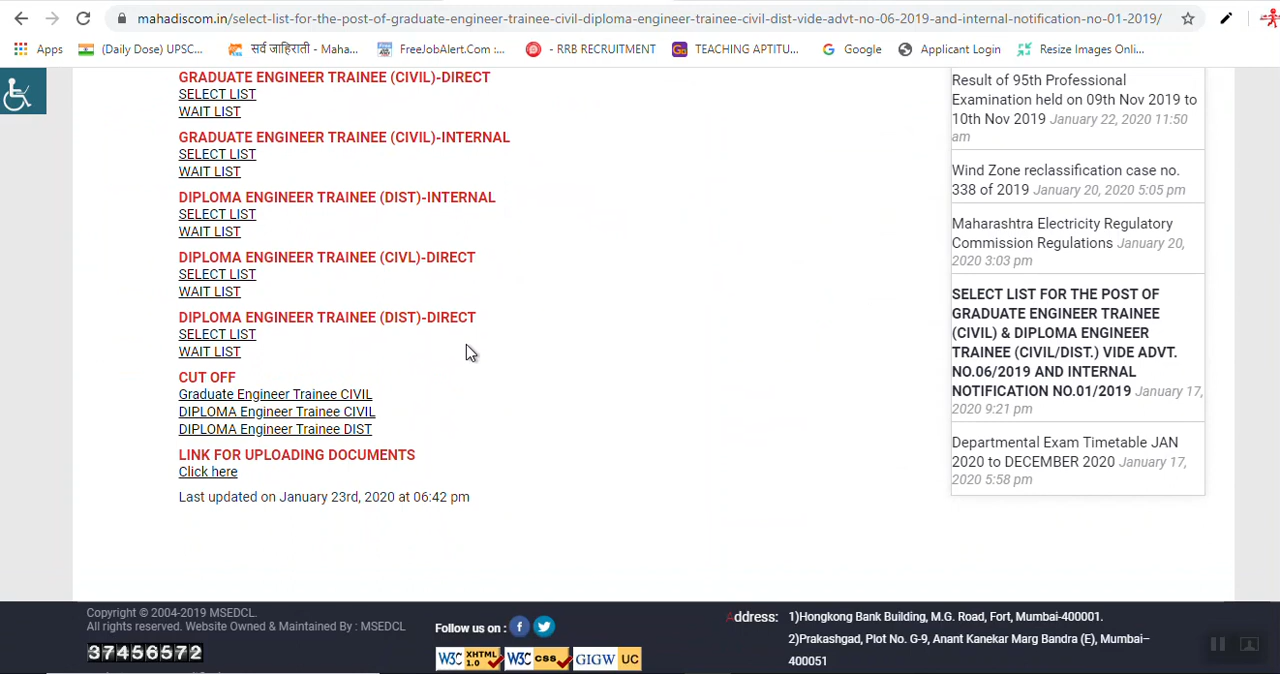 mahadiscom.in/select-list-for-the-post-of-graduate-engineer-trainee-civil-diploma-engineer-trainee-civil-dist-vide-advt-no-06-2019-and-internal-notification-no-01-2019/
Apps (Daily Dose) UPSC... सर्व जाहिराती - Maha... FreeJobAlert.Com :... - RRB RECRUITMENT TEACHING APTITU... Google Applicant Login Resize Images Onli...
GRADUATE ENGINEER TRAINEE (CIVIL)-DIRECT
SELECT LIST
WAIT LIST
GRADUATE ENGINEER TRAINEE (CIVIL)-INTERNAL
SELECT LIST
WAIT LIST
DIPLOMA ENGINEER TRAINEE (DIST)-INTERNAL
SELECT LIST
WAIT LIST
DIPLOMA ENGINEER TRAINEE (CIVL)-DIRECT
SELECT LIST
WAIT LIST
DIPLOMA ENGINEER TRAINEE (DIST)-DIRECT
SELECT LIST
WAIT LIST
CUT OFF
Graduate Engineer Trainee CIVIL
DIPLOMA Engineer Trainee CIVIL
DIPLOMA Engineer Trainee DIST
LINK FOR UPLOADING DOCUMENTS
Click here
Last updated on January 23rd, 2020 at 06:42 pm
Result of 95th Professional
Examination held on 09th Nov 2019 to
10th Nov 2019 January 22, 2020 11:50
am
Wind Zone reclassification case no.
338 of 2019 January 20, 2020 5:05 pm
Maharashtra Electricity Regulatory
Commission Regulations January 20,
2020 3:03 pm
SELECT LIST FOR THE POST OF
GRADUATE ENGINEER TRAINEE
(CIVIL) & DIPLOMA ENGINEER
TRAINEE (CIVIL/DIST.) VIDE ADVT.
NO.06/2019 AND INTERNAL
NOTIFICATION NO.01/2019 January 17,
2020 9:21 pm
Departmental Exam Timetable JAN
2020 to DECEMBER 2020 January 17,
2020 5:58 pm
Copyright © 2004-2019 MSEDCL.
All rights reserved. Website Owned & Maintained By : MSEDCL
37456572
Follow us on :
W3C XHTML 1.0 W3C css GIGW UC
Address: 1)Hongkong Bank Building, M.G. Road, Fort, Mumbai-400001.
2)Prakashgad, Plot No. G-9, Anant Kanekar Marg Bandra (E), Mumbai–
400051